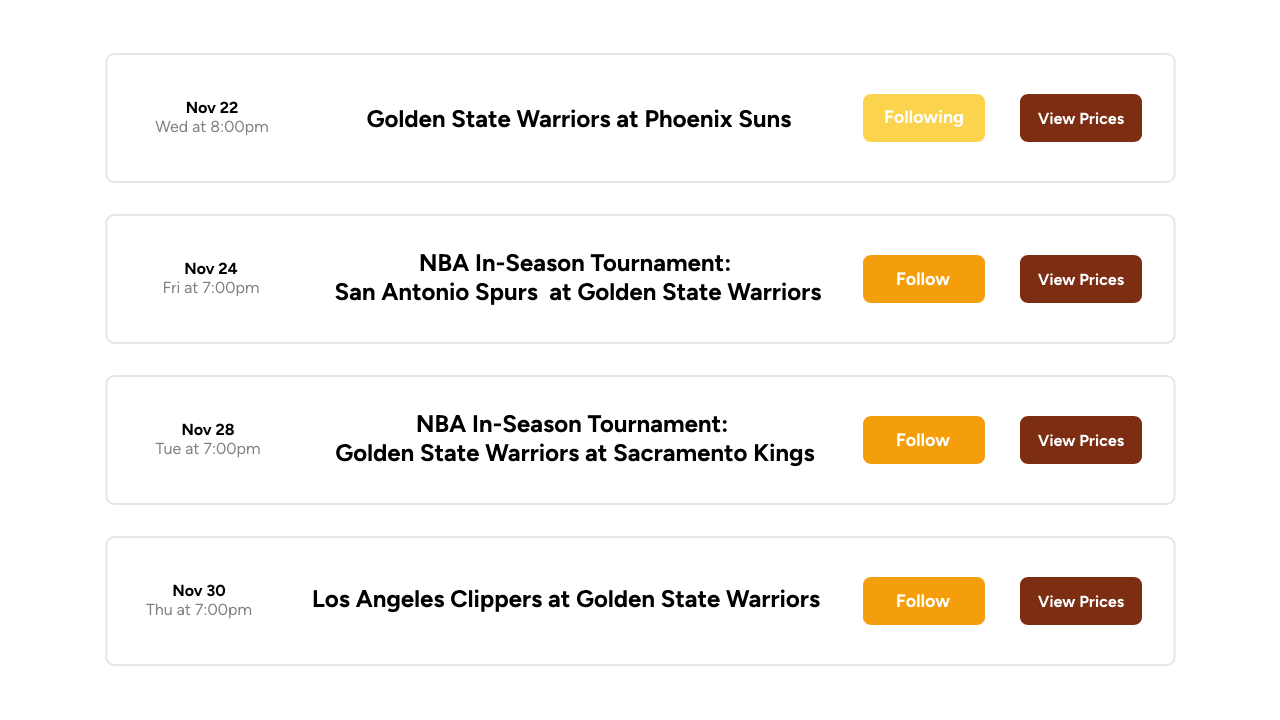 Nov 22
Wed at 8:00pm
Golden State Warriors at Phoenix Suns
Following
View Prices
Nov 24
Fri at 7:00pm
NBA In-Season Tournament:
San Antonio Spurs  at Golden State Warriors
Follow
View Prices
Nov 28
Tue at 7:00pm
NBA In-Season Tournament:
Golden State Warriors at Sacramento Kings
Follow
View Prices
Nov 30
Thu at 7:00pm
Los Angeles Clippers at Golden State Warriors
Follow
View Prices